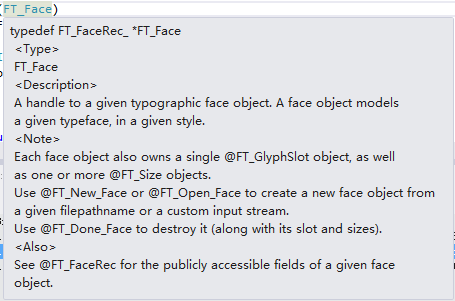 (FT_Face)
typedef FT_FaceRec_ *FT_Face
<Type>
FT_Face
<Description>
A handle to a given typographic face object. A face object models
a given typeface, in a given style.
<Note>
Each face object also owns a single @FT_GlyphSlot object, as well
as one or more @FT_Size objects.
Use @FT_New_Face or @FT_Open_Face to create a new face object from
a given filepathname or a custom input stream.
Use @FT_Done_Face to destroy it (along with its slot and sizes).
<Also>
See @FT_FaceRec for the publicly accessible fields of a given face
object.